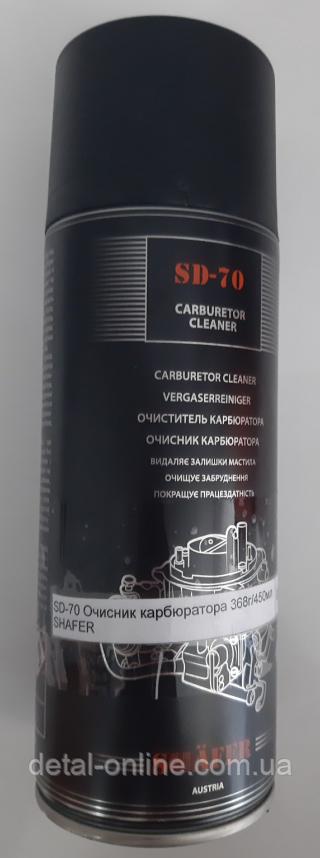 SD-70
CARBURETOR
CLEANER
CARBURETOR CLEANER
VERGASERREINIGER
ОЧИСТИТЕЛЬ КАРБЮРАТОРА
ОЧИСНИК КАРБЮРАТОРА
ВИДАЛЯЄ ЗАЛИШКИ МАСТИЛА
ОЧИЩУЄ ЗАБРУДНЕННЯ
ПОКРАЩУЄ ПРАЦЕЗДАТНІСТЬ
SD-70 Очисник карбюратора 368г/450мл
SHAFER
SHÄFER
detal-online.com.ua
AUSTRIA